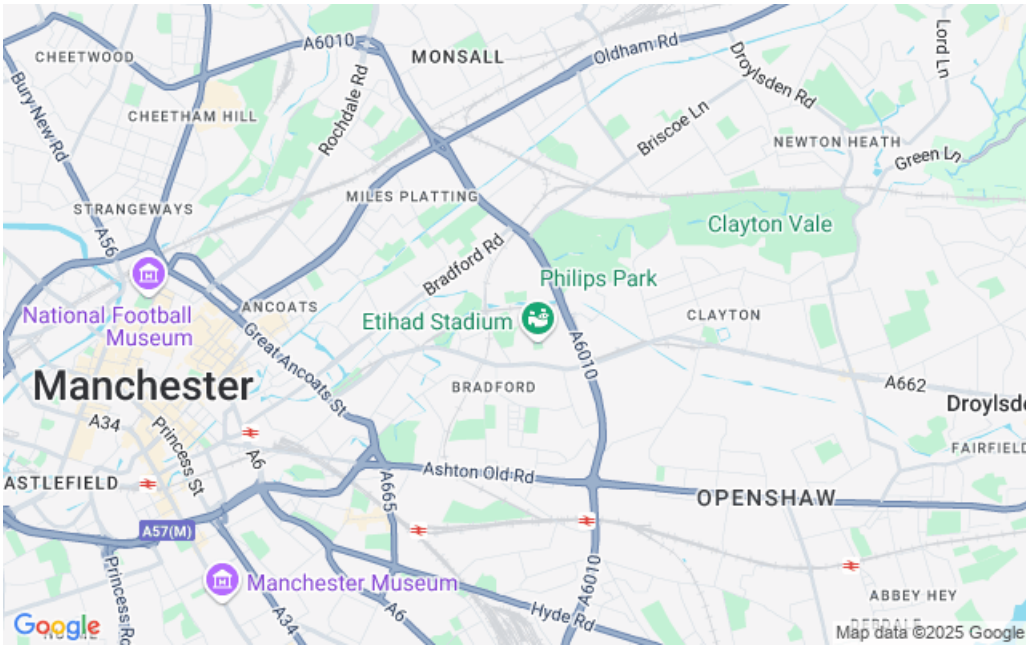 A6010
MONSALL
Oldham Rd
Lord Ln
CHEETWOOD
Droylsden Rd
Bury New Rd
Rochdale Rd
CHEETHAM HILL
Briscoe Ln
NEWTON HEATH
Green Ln
MILES PLATTING
STRANGEWAYS
A56
Clayton Vale
Bradford Rd
Philips Park
National Football
Museum
ANCOATS
Etihad Stadium
CLAYTON
A6010
Great Ancoats St
Manchester
BRADFORD
A662
Droylsde
A34
Princess St
A6
FAIRFIELD
ASTLEFIELD
Ashton Old Rd
A665
OPENSHAW
A57(M)
Manchester Museum
A6010
Princess Rd
A34
A6
Hyde Rd
ABBEY HEY
Google
Map data ©2025 Google